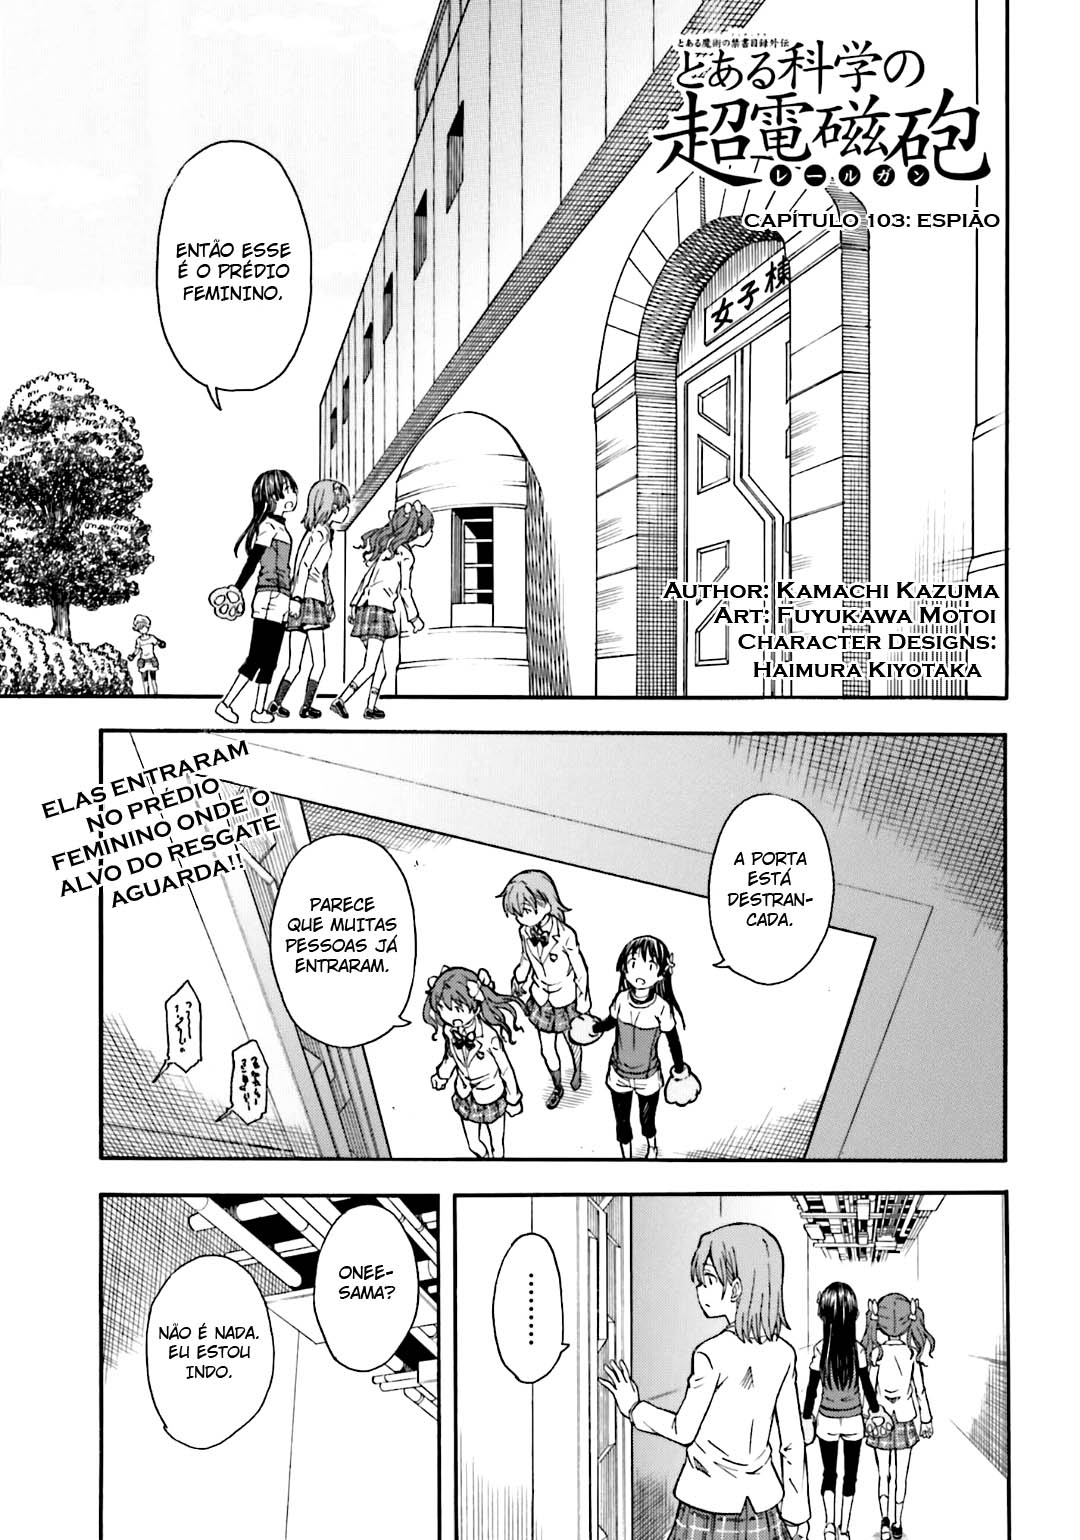 とある魔術の禁書目録外伝
とある科学の
超電磁砲
レールガン
CAPÍTULO 103: ESPIÃO
ENTÃO ESSE
É O PRÉDIO
FEMININO.
女子棟
AUTHOR: KAMACHI KAZUMA
ART: FUYUKAWA MOTOI
CHARACTER DESIGNS:
HAIMURA KIYOTAKA
ELAS ENTRARAM
NO PRÉDIO
FEMININO ONDE O
ALVO DO RESGATE
AGUARDA!!
A PORTA
ESTÁ
DESTRAN-
CADA.
PARECE
QUE MUITAS
PESSOAS JÁ
ENTRARAM.
.........
ONEE-
SAMA?
NÃO É NADA.
EU ESTOU
INDO.